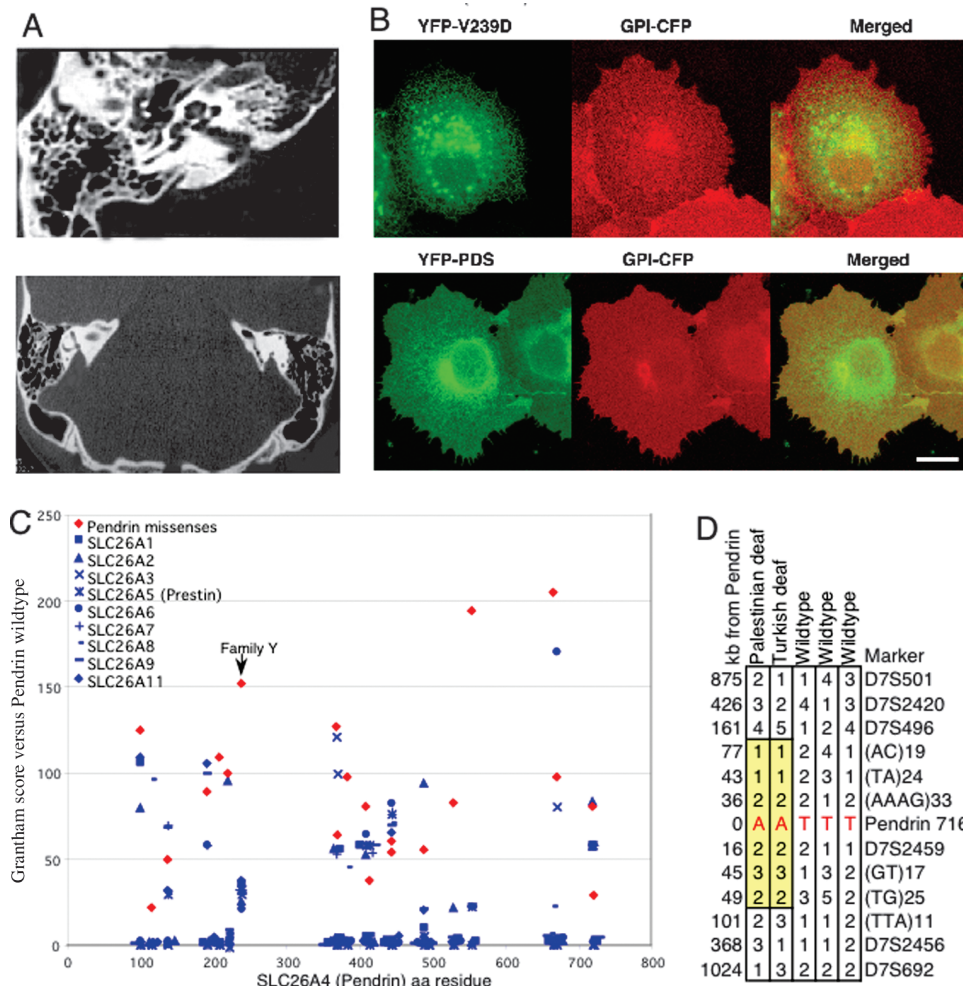 A
B
YFP-V239D GPI-CFP Merged
YFP-PDS GPI-CFP Merged
C
Grantham score versus Pendrin wildtype
250
200
150
100
50
0
Pendrin missenses
SLC26A1
SLC26A2
SLC26A3
SLC26A5 (Prestin)
SLC26A6
SLC26A7
SLC26A8
SLC26A9
SLC26A11
Family Y
0 100 200 300 400 500 600 700 800
SLC26A4 (Pendrin) aa residue
D
kb from Pendrin
Palestinian deaf
Turkish deaf
Wildtype
Wildtype
Wildtype
Marker
875 2 1 1 4 3 D7S501
426 3 2 4 1 3 D7S2420
161 4 5 1 2 4 D7S496
77 1 1 2 4 1 (AC)19
43 1 1 2 3 1 (TA)24
36 2 2 2 1 2 (AAAG)33
0 A A T T T Pendrin 716
16 2 2 2 1 1 D7S2459
45 3 3 1 3 2 (GT)17
49 2 2 3 5 2 (TG)25
101 2 3 1 1 2 (TTA)11
368 3 1 1 1 2 D7S2456
1024 1 3 2 2 2 D7S692